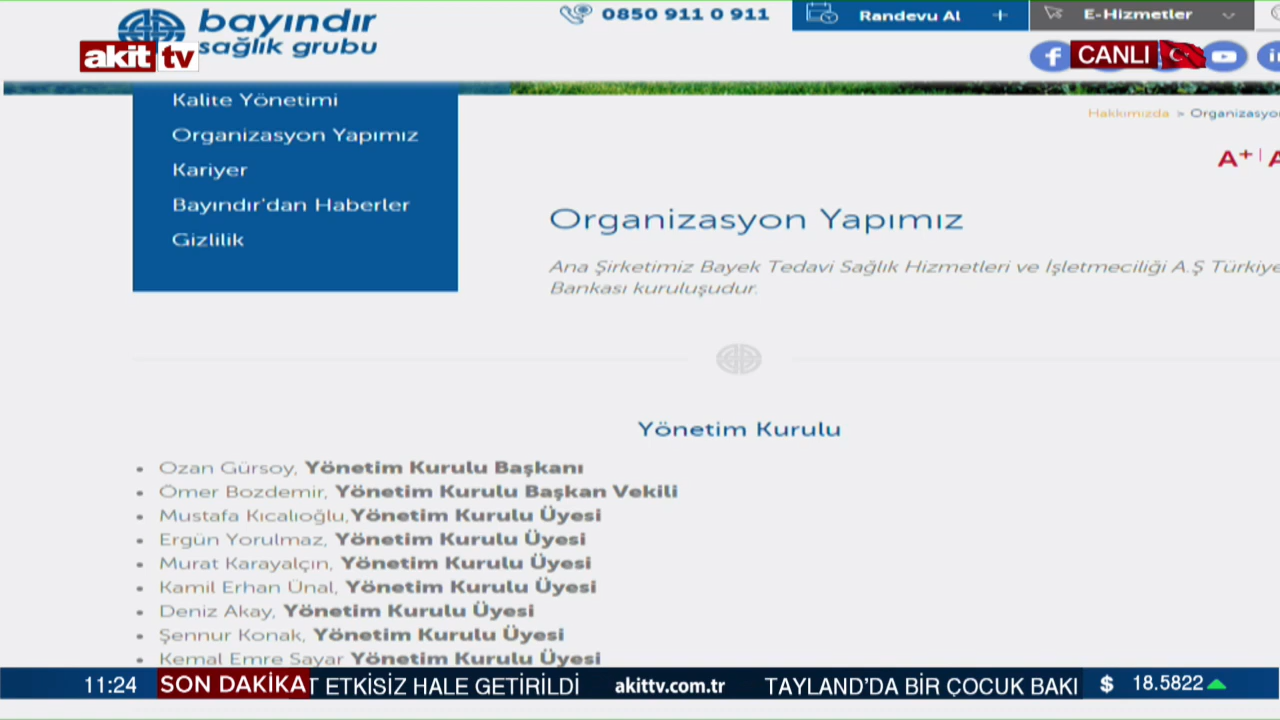 bayındır
sağlık grubu
akit tv
0850 911 0 911
Randevu Al +
E-Hizmetler
CANLI
Kalite Yönetimi
Organizasyon Yapımız
Kariyer
Bayındır'dan Haberler
Gizlilik
Hakkımızda > Organizasyo
A+ | A
Organizasyon Yapımız
Ana Şirketimiz Bayek Tedavi Sağlık Hizmetleri ve İşletmeciliği A.Ş Türkiye
Bankası kuruluşudur.
Yönetim Kurulu
• Ozan Gürsoy, Yönetim Kurulu Başkanı
• Ömer Bozdemir, Yönetim Kurulu Başkan Vekili
• Mustafa Kıcalıoğlu,Yönetim Kurulu Üyesi
• Ergün Yorulmaz, Yönetim Kurulu Üyesi
• Murat Karayalçın, Yönetim Kurulu Üyesi
• Kamil Erhan Ünal, Yönetim Kurulu Üyesi
• Deniz Akay, Yönetim Kurulu Üyesi
• Şennur Konak, Yönetim Kurulu Üyesi
• Kemal Emre Sayar Yönetim Kurulu Üyesi
11:24 SON DAKİKA T ETKİSİZ HALE GETİRİLDİ akittv.com.tr TAYLAND'DA BİR ÇOCUK BAKI $ 18.5822